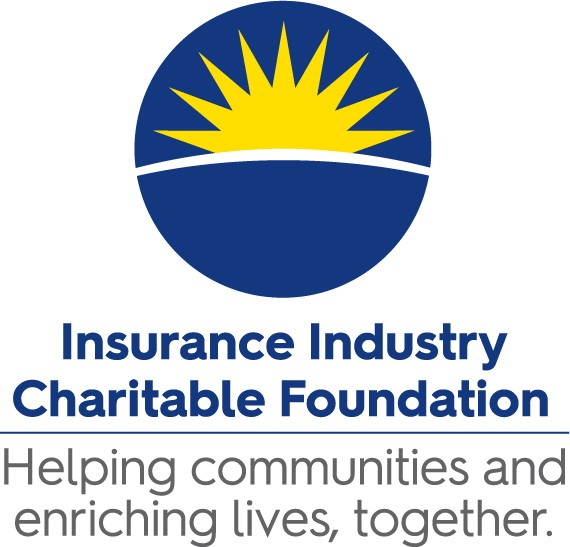 Insurance Industry
Charitable Foundation
Helping communities and
enriching lives, together.